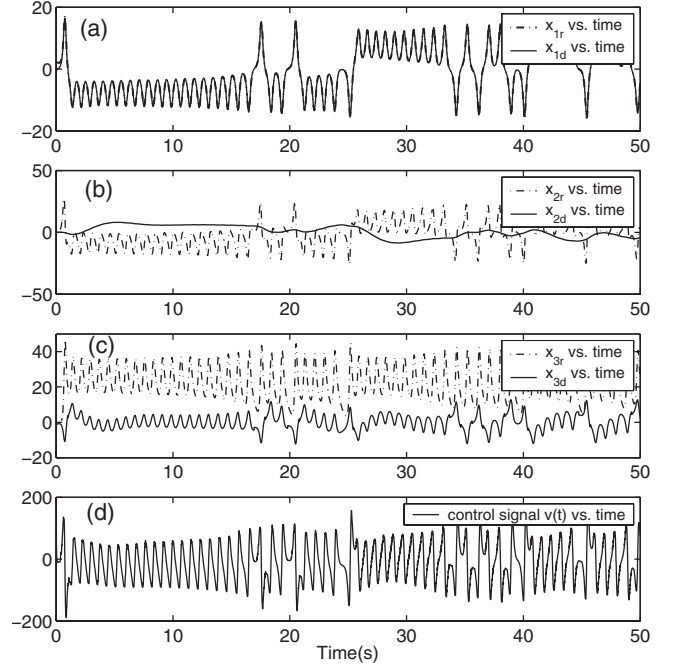 20
0
−20
0 10 20 30 40 50
(a)
x1r vs. time
x1d vs. time
50
0
−50
0 10 20 30 40 50
(b)
x2r vs. time
x2d vs. time
40
20
0
−20
0 10 20 30 40 50
(c)
x3r vs. time
x3d vs. time
200
0
−200
0 10 20 30 40 50
(d)
control signal v(t) vs. time
Time(s)